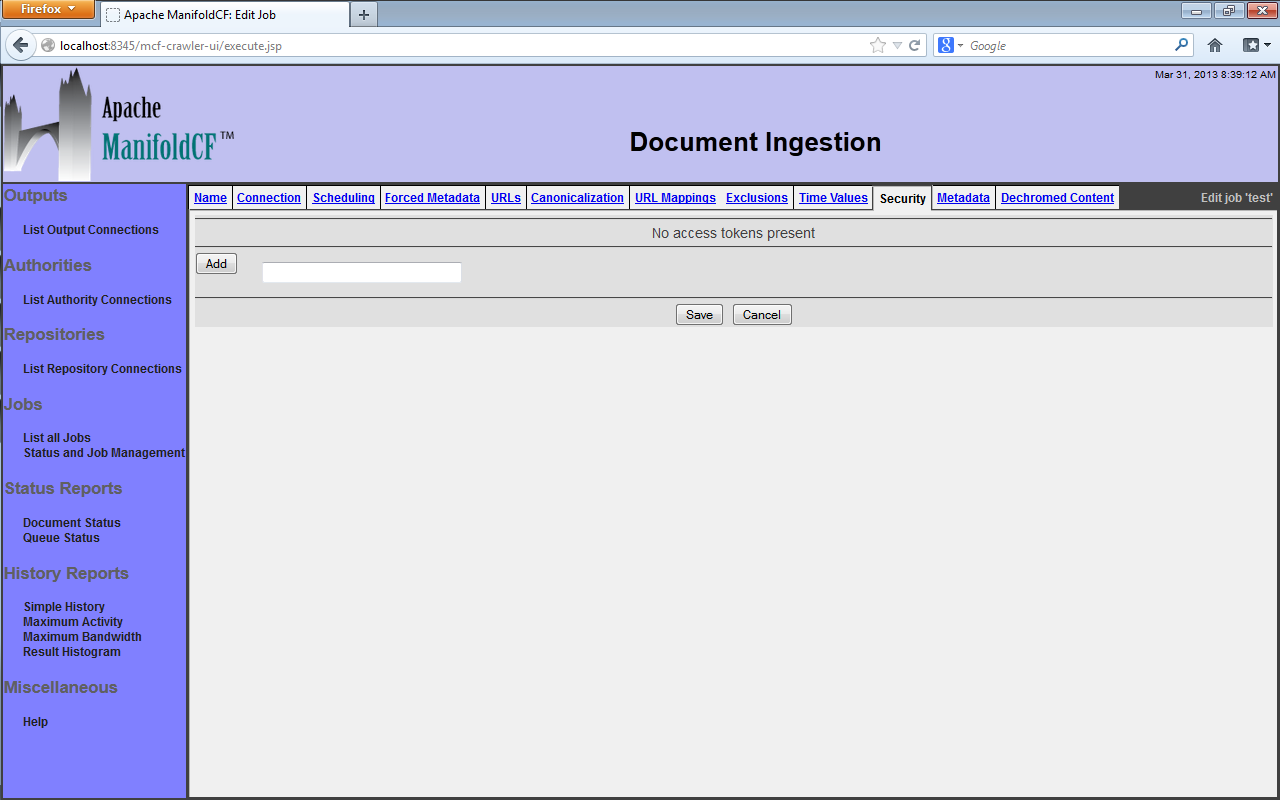 Firefox
Apache ManifoldCF: Edit Job
localhost:8345/mcf-crawler-ui/execute.jsp
Google
Mar 31, 2013 8:39:12 AM
Apache
ManifoldCF™
Document Ingestion
Name Connection Scheduling Forced Metadata URLs Canonicalization URL Mappings Exclusions Time Values Security Metadata Dechromed Content Edit job 'test'
No access tokens present
Add
Save Cancel
Outputs
List Output Connections
Authorities
List Authority Connections
Repositories
List Repository Connections
Jobs
List all Jobs
Status and Job Management
Status Reports
Document Status
Queue Status
History Reports
Simple History
Maximum Activity
Maximum Bandwidth
Result Histogram
Miscellaneous
Help